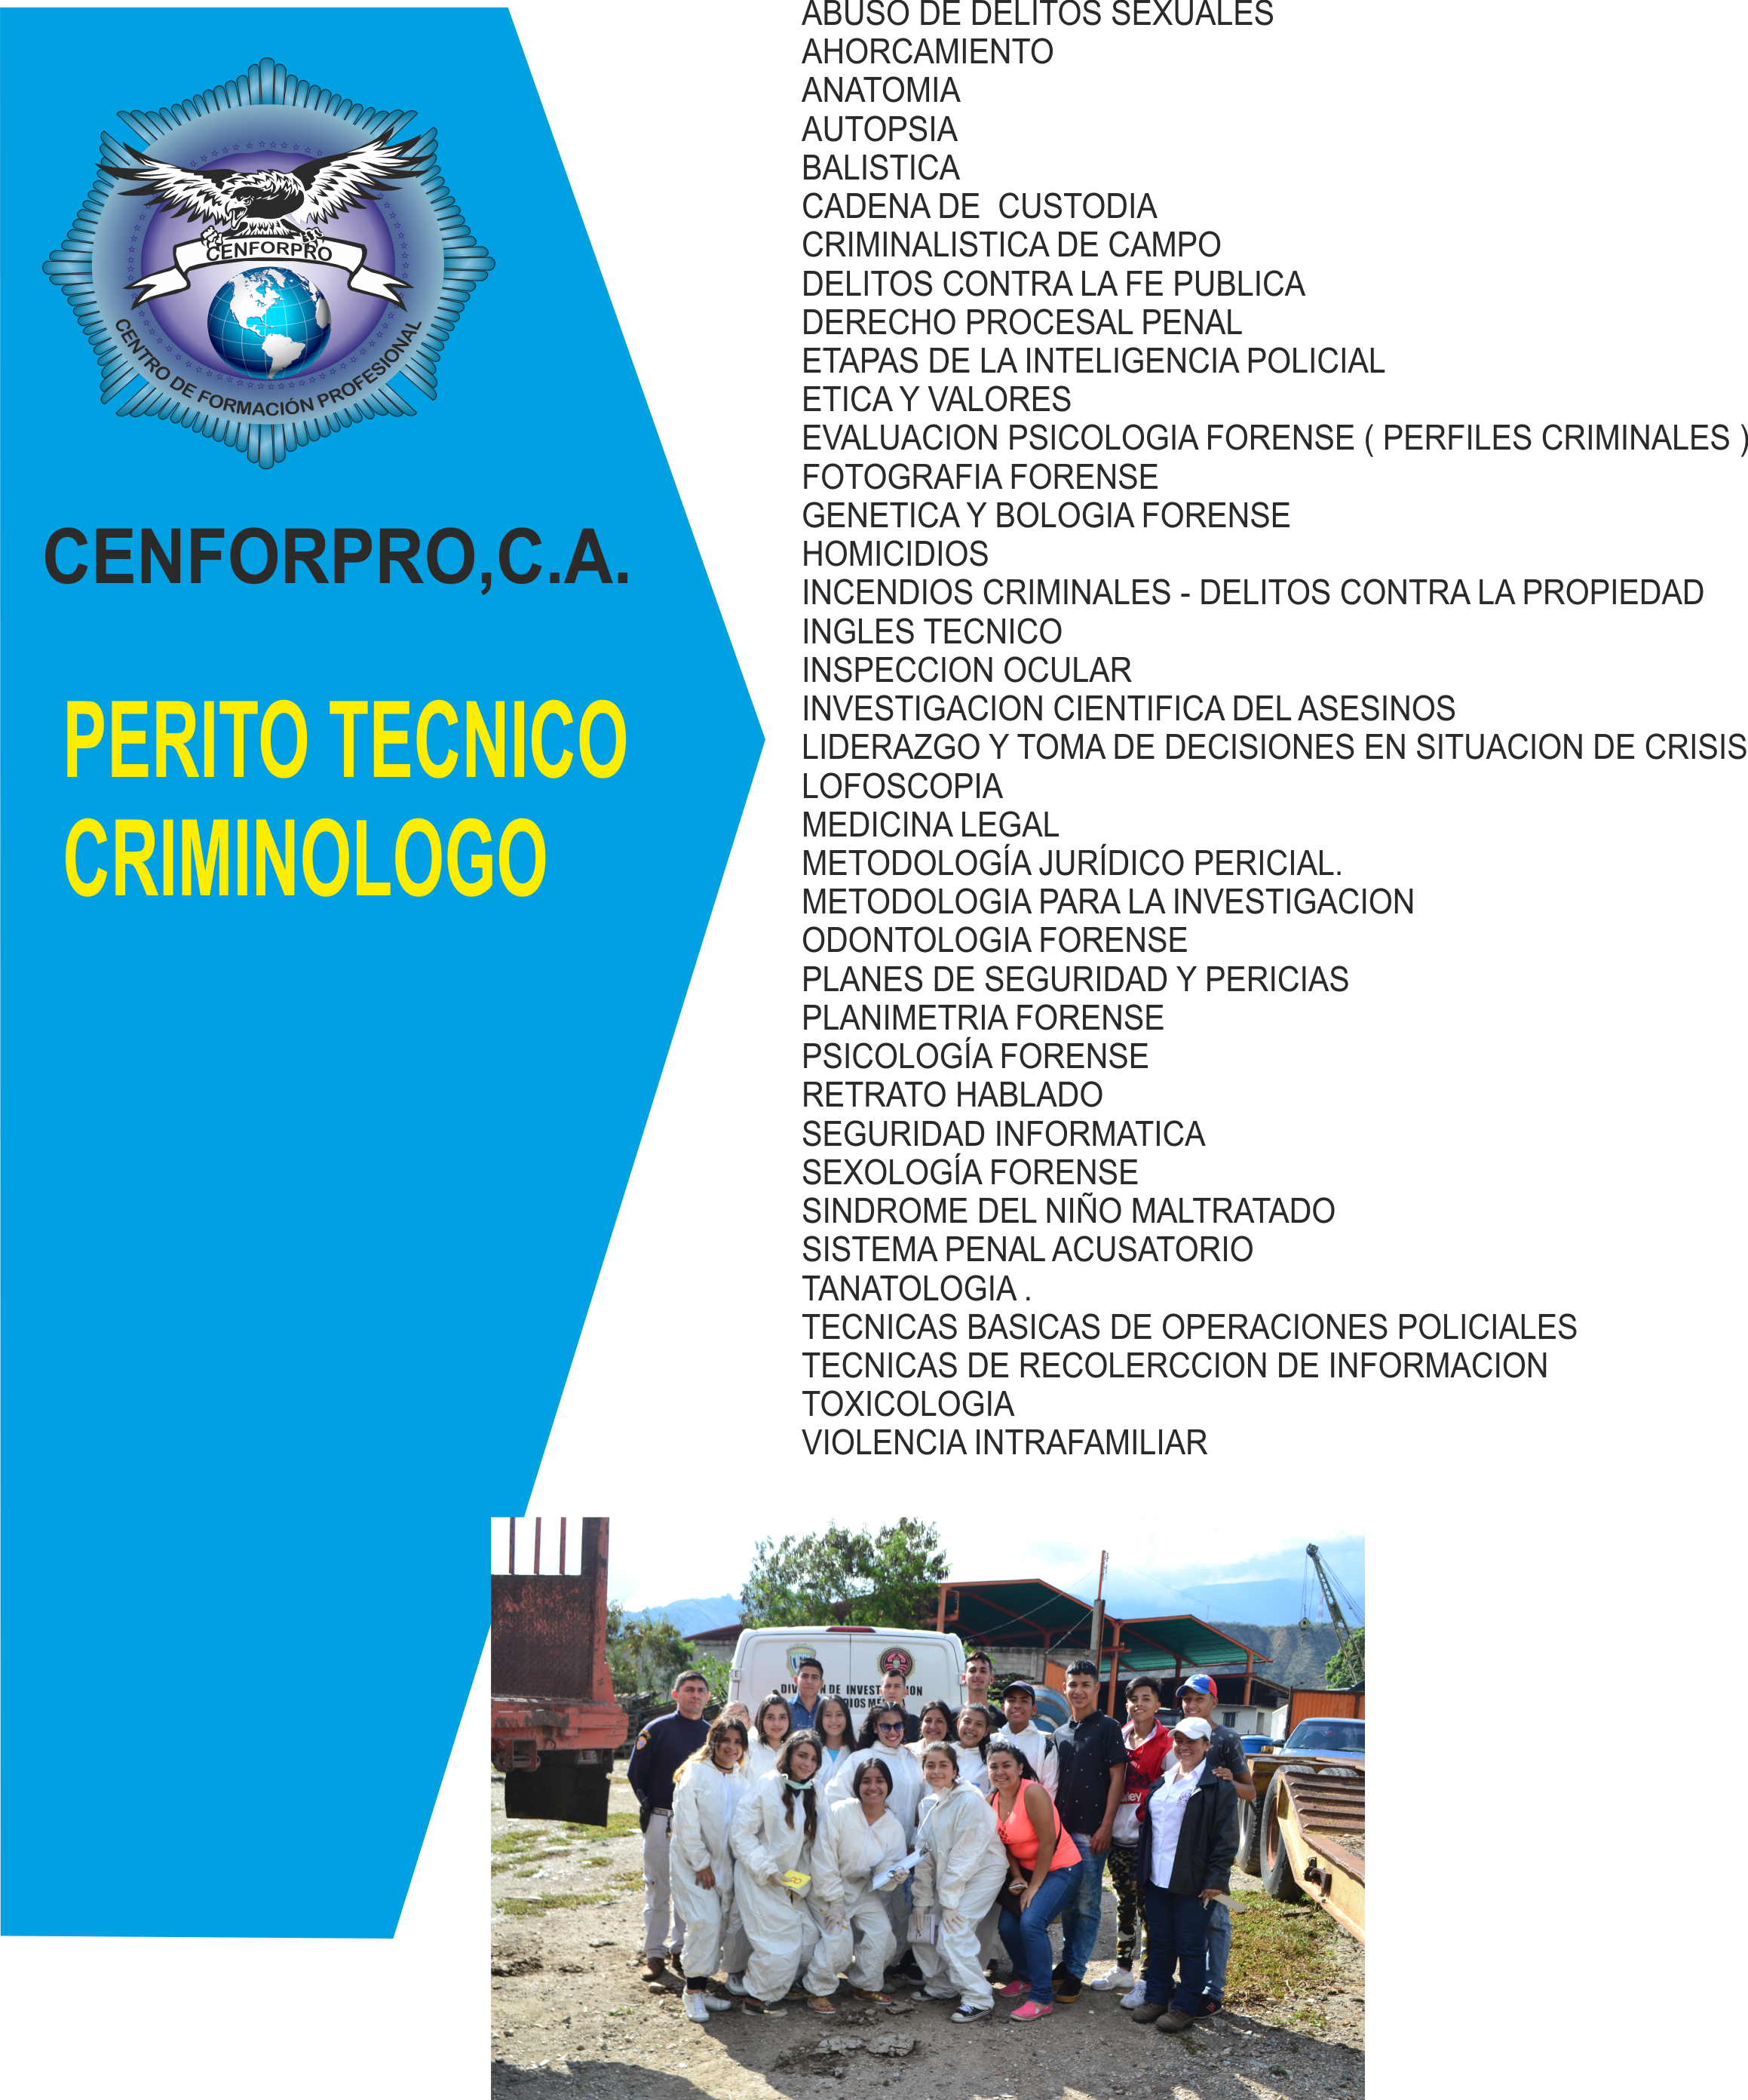 CENFORPRO
CENTRO DE FORMACIÓN PROFESIONAL
CENFORPRO,C.A.
PERITO TECNICO
CRIMINOLOGO
ABUSO DE DELITOS SEXUALES
AHORCAMIENTO
ANATOMIA
AUTOPSIA
BALISTICA
CADENA DE  CUSTODIA
CRIMINALISTICA DE CAMPO
DELITOS CONTRA LA FE PUBLICA
DERECHO PROCESAL PENAL
ETAPAS DE LA INTELIGENCIA POLICIAL
ETICA Y VALORES
EVALUACION PSICOLOGIA FORENSE ( PERFILES CRIMINALES )
FOTOGRAFIA FORENSE
GENETICA Y BOLOGIA FORENSE
HOMICIDIOS
INCENDIOS CRIMINALES - DELITOS CONTRA LA PROPIEDAD
INGLES TECNICO
INSPECCION OCULAR
INVESTIGACION CIENTIFICA DEL ASESINOS
LIDERAZGO Y TOMA DE DECISIONES EN SITUACION DE CRISIS
LOFOSCOPIA
MEDICINA LEGAL
METODOLOGÍA JURÍDICO PERICIAL.
METODOLOGIA PARA LA INVESTIGACION
ODONTOLOGIA FORENSE
PLANES DE SEGURIDAD Y PERICIAS
PLANIMETRIA FORENSE
PSICOLOGÍA FORENSE
RETRATO HABLADO
SEGURIDAD INFORMATICA
SEXOLOGÍA FORENSE
SINDROME DEL NIÑO MALTRATADO
SISTEMA PENAL ACUSATORIO
TANATOLOGIA .
TECNICAS BASICAS DE OPERACIONES POLICIALES
TECNICAS DE RECOLERCCION DE INFORMACION
TOXICOLOGIA
VIOLENCIA INTRAFAMILIAR
DE